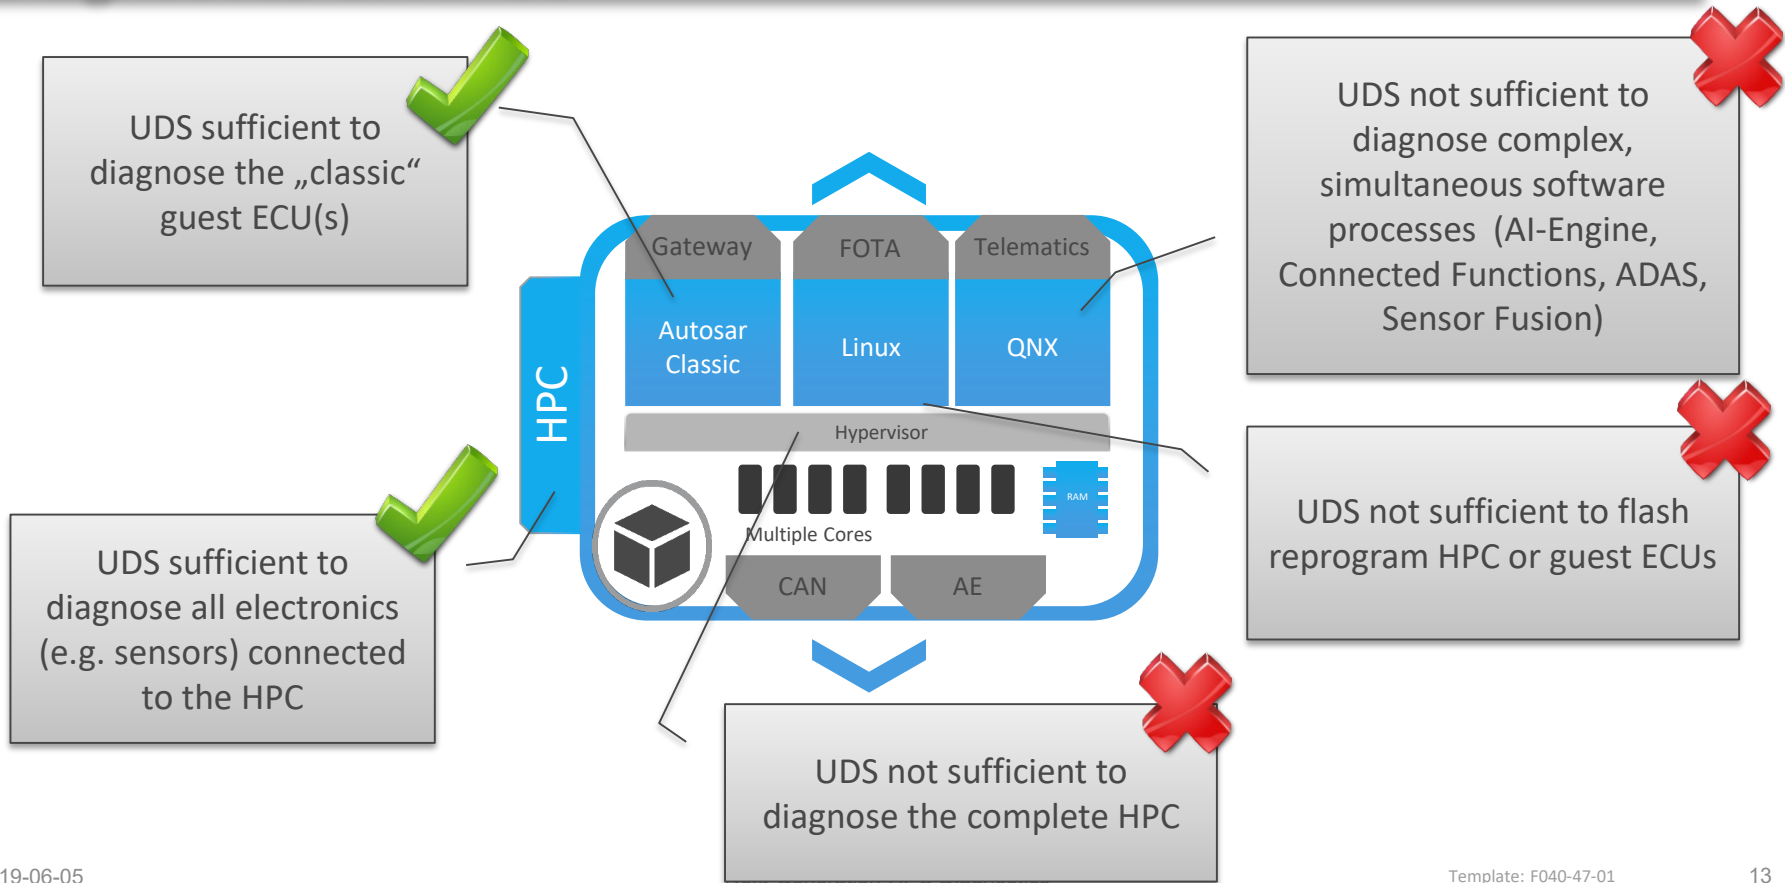 UDS sufficient to
diagnose the „classic“
guest ECU(s)
UDS not sufficient to
diagnose complex,
simultaneous software
processes (AI-Engine,
Connected Functions, ADAS,
Sensor Fusion)
Gateway
FOTA
Telematics
Autosar
Classic
Linux
QNX
HPC
Hypervisor
RAM
Multiple Cores
CAN
AE
UDS sufficient to
diagnose all electronics
(e.g. sensors) connected
to the HPC
UDS not sufficient to flash
reprogram HPC or guest ECUs
UDS not sufficient to
diagnose the complete HPC
19-06-05
Template: F040-47-01
13